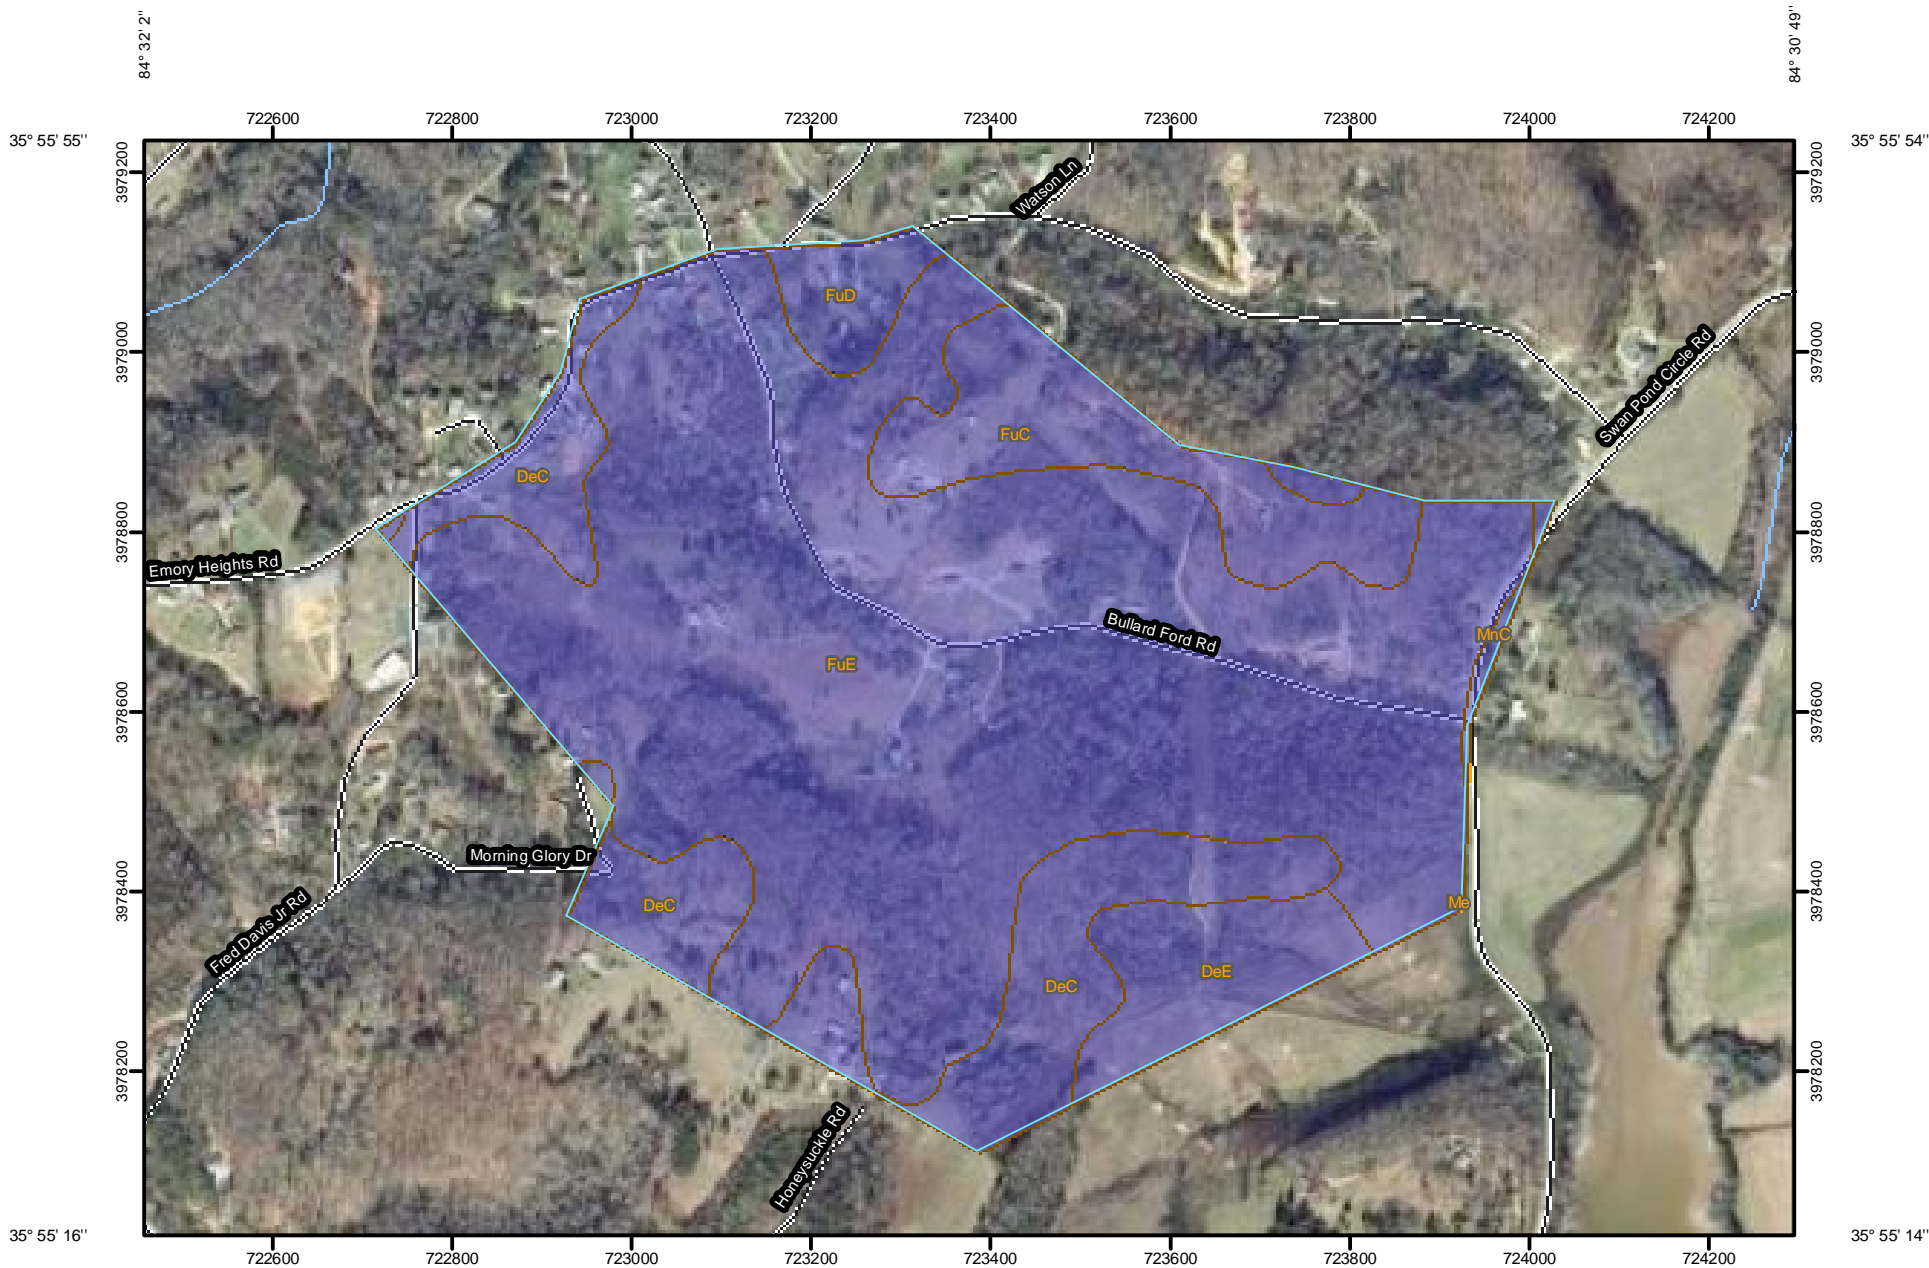 84° 32' 2''
84° 30' 49''
722600 722800 723000 723200 723400 723600 723800 724000 724200
35° 55' 55''
35° 55' 54''
3979200
3979200
Watson Ln
FuD
3979000
3979000
Swan Pond Circle Rd
FuC
DeC
3978800
3978800
Emory Heights Rd
Bullard Ford Rd
MnC
FuE
3978600
3978600
Morning Glory Dr
3978400
3978400
DeC
Me
Fred Davis Jr Rd
DeE
DeC
3978200
3978200
Honeysuckle Rd
35° 55' 16''
35° 55' 14''
722600 722800 723000 723200 723400 723600 723800 724000 724200